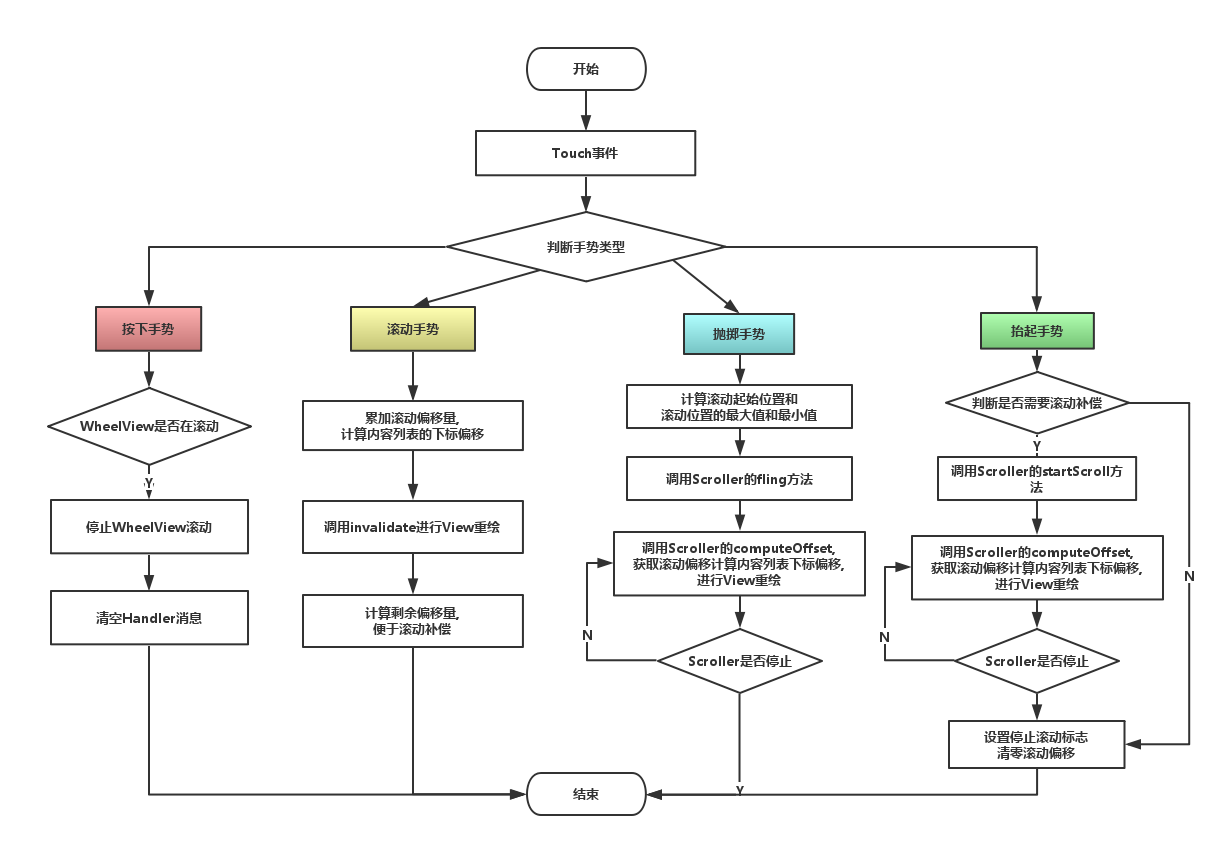 开始
Touch事件
判断手势类型
按下手势
滚动手势
抛掷手势
抬起手势
WheelView是否在滚动
Y
停止WheelView滚动
清空Handler消息
累加滚动偏移量,
计算内容列表的下标偏移
调用invalidate进行View重绘
计算剩余偏移量,
便于滚动补偿
计算滚动起始位置和
滚动位置的最大值和最小值
调用Scroller的fling方法
调用Scroller的computeOffset,
获取滚动偏移计算内容列表下标偏移,
进行View重绘
N
Scroller是否停止
Y
判断是否需要滚动补偿
Y
调用Scroller的startScroll方
法
调用Scroller的computeOffset,
获取滚动偏移计算内容列表下标偏移,
进行View重绘
N
N
Scroller是否停止
设置停止滚动标志
清零滚动偏移
结束